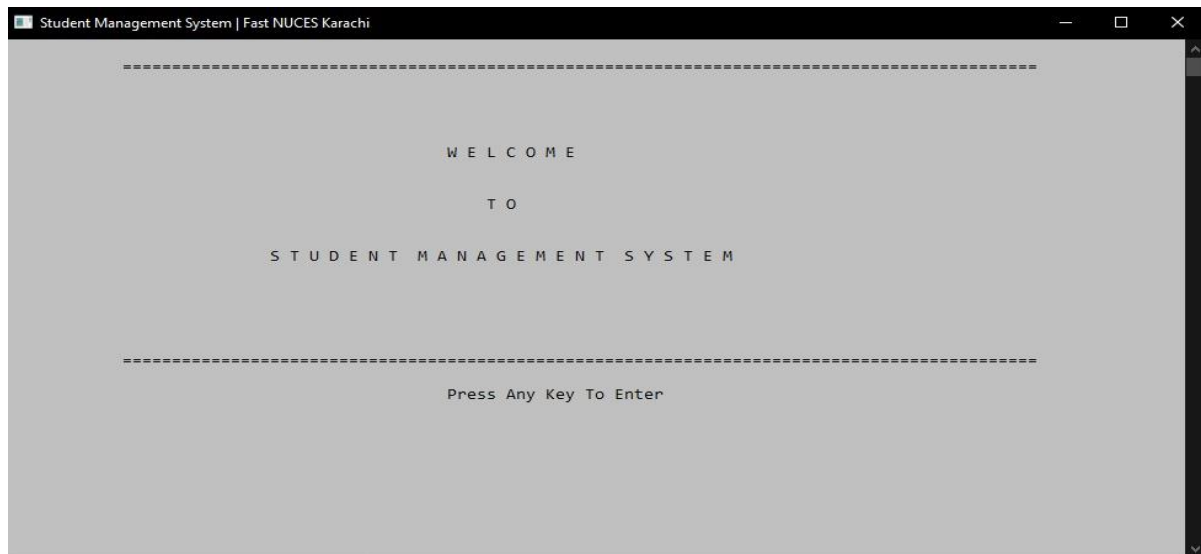 Student Management System | Fast NUCES Karachi
=============================================================================================
W E L C O M E
T O
S T U D E N T  M A N A G E M E N T  S Y S T E M
=============================================================================================
Press Any Key To Enter